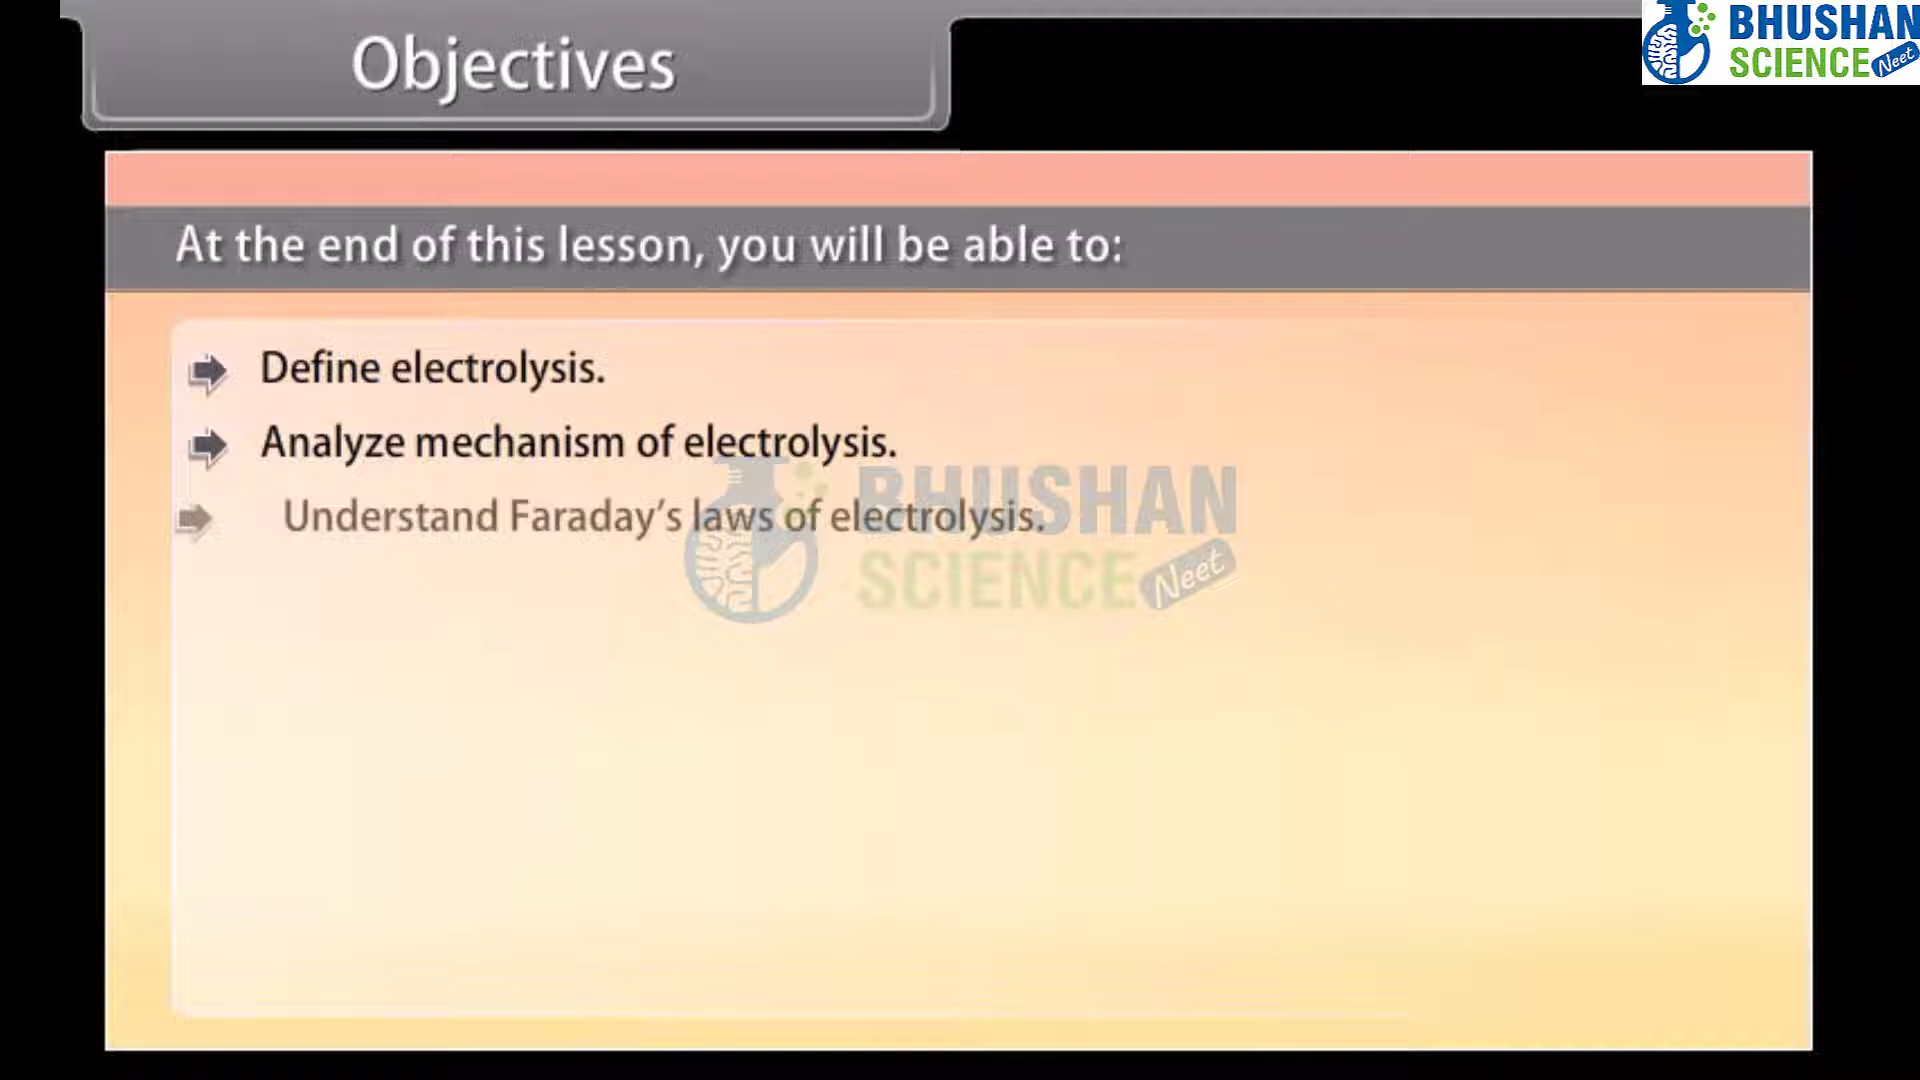 Objectives
BHUSHAN
SCIENCE Neet
At the end of this lesson, you will be able to:
Define electrolysis.
Analyze mechanism of electrolysis.
Understand Faraday’s laws of electrolysis.
BHUSHAN
SCIENCE Neet